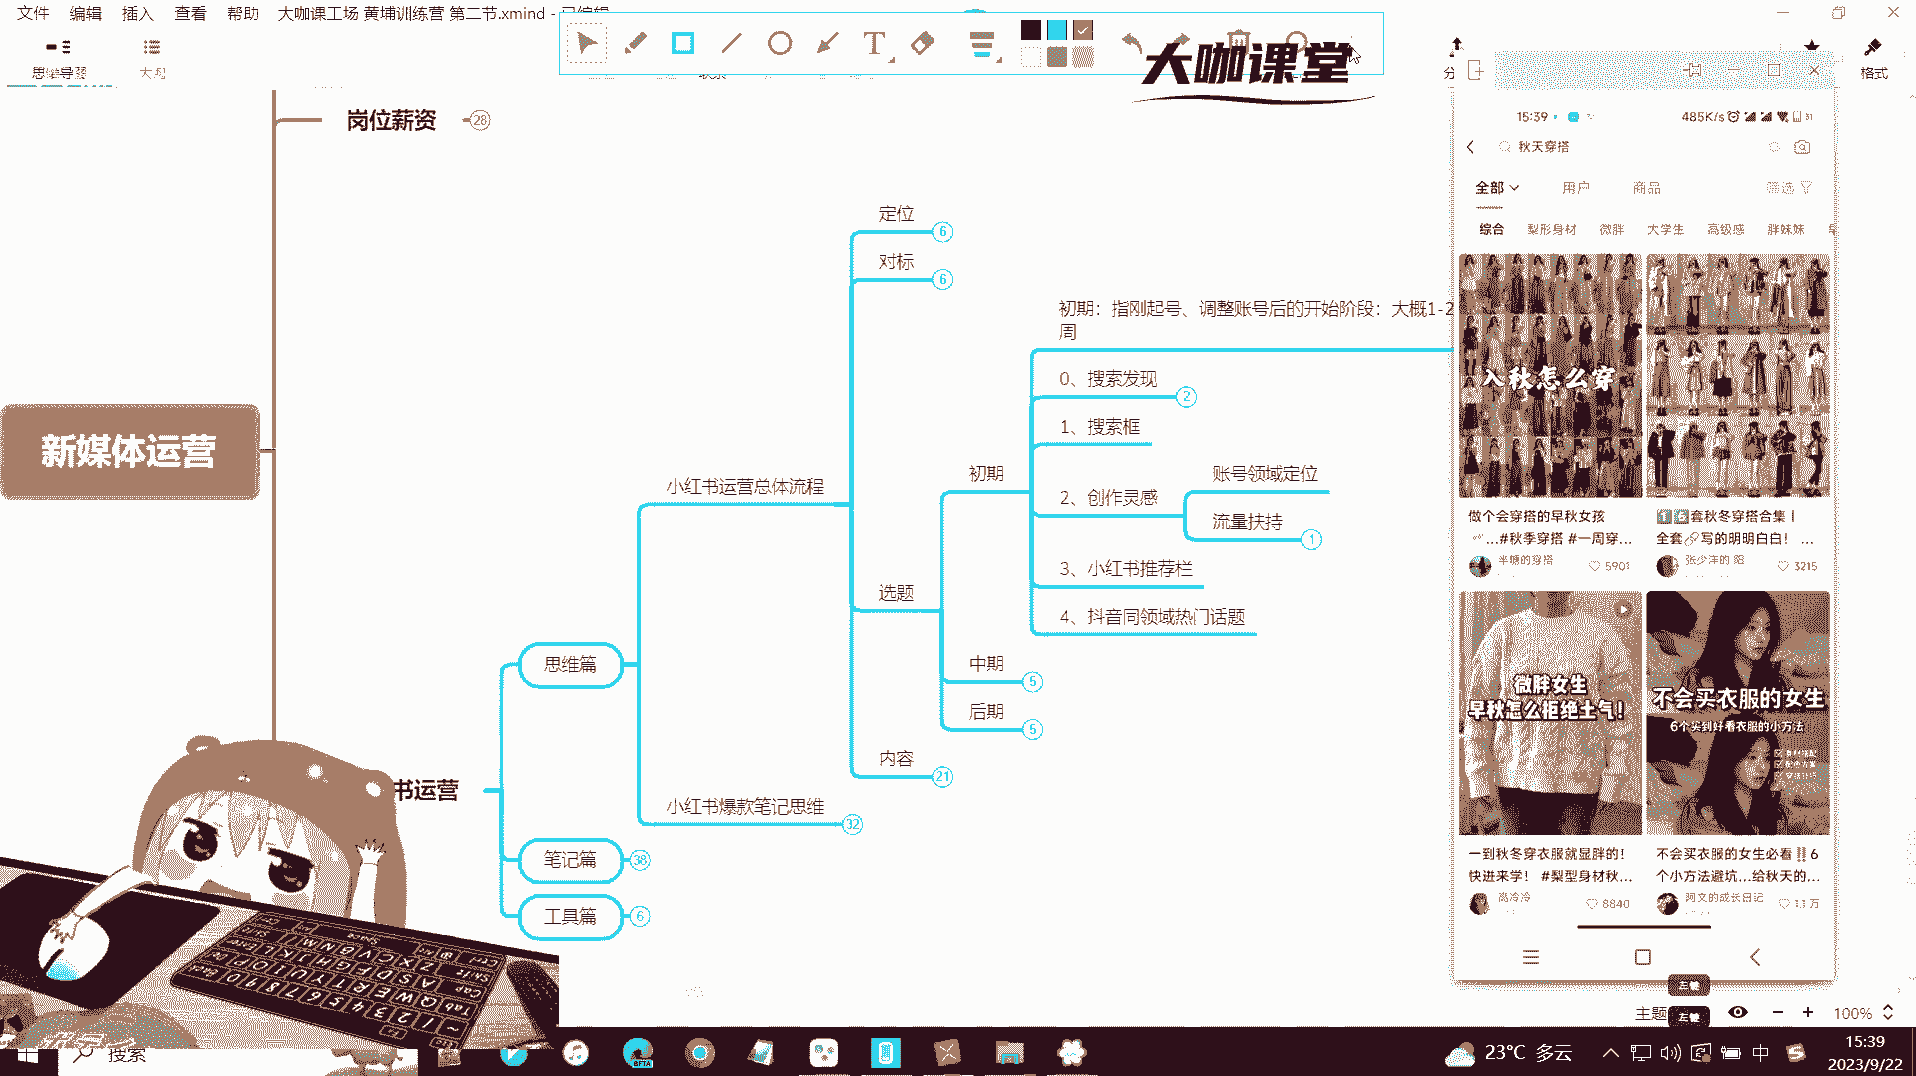 文件 编辑 插入 查看 帮助 大咖课工场 黄埔训练营 第二节.xmind - 已编辑
思维导图 大纲
大咖课堂
格式
岗位薪资 28
新媒体运营
书运营
思维篇
笔记篇 38
工具篇 6
小红书运营总体流程
小红书爆款笔记思维 32
定位 6
对标 6
选题
内容 21
初期
中期 5
后期 5
初期：指刚起号、调整账号后的开始阶段：大概1-2
周
0、搜索发现 2
1、搜索框
2、创作灵感
账号领域定位
流量扶持 1
3、小红书推荐栏
4、抖音同领域热门话题
15:39 485K/s 31
秋天穿搭
全部 用户 商品 筛选
综合 梨形身材 微胖 大学生 高级感 胖妹妹
入秋怎么穿
做个会穿搭的早秋女孩
...#秋季穿搭 #一周穿...
半糖的穿搭 5901
16套秋冬穿搭合集丨
全套🔗写的明明白白！ ...
3215
微胖女生
早秋怎么拒绝土气!
不会买衣服的女生
6个买到好看衣服的小方法
一到秋冬穿衣服就显胖的！
快进来学！ #梨型身材秋...
高冷冷 8840
不会买衣服的女生必看‼️6
个小方法避坑...给秋天的...
阿文的成长日记 1.1万
左键
主题 左键 100%
搜索
BETA
23°C 多云 中
15:39
2023/9/22